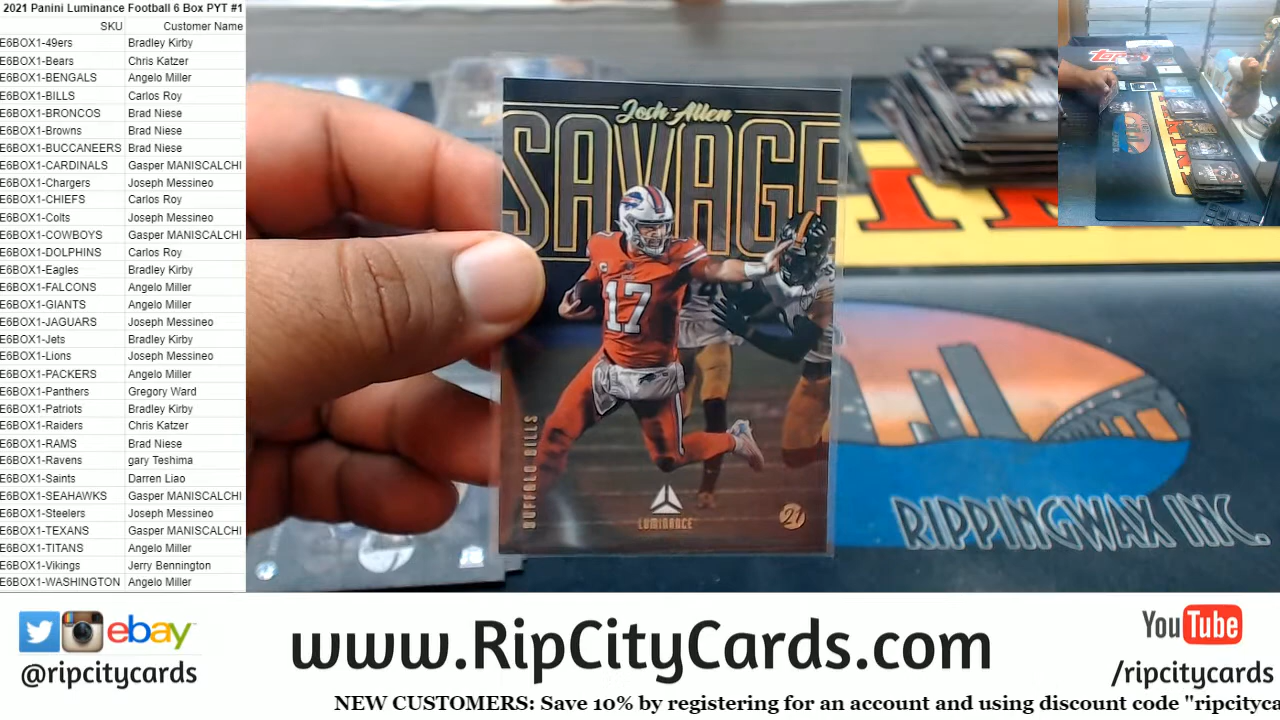 2021 Panini Luminance Football 6 Box PYT #1
SKU Customer Name
E6BOX1-49ers Bradley Kirby
E6BOX1-Bears Chris Katzer
E6BOX1-BENGALS Angelo Miller
E6BOX1-BILLS Carlos Roy
E6BOX1-BRONCOS Brad Niese
E6BOX1-Browns Brad Niese
E6BOX1-BUCCANEERS Brad Niese
E6BOX1-CARDINALS Gasper MANISCALCHI
E6BOX1-Chargers Joseph Messineo
E6BOX1-CHIEFS Carlos Roy
E6BOX1-Colts Joseph Messineo
E6BOX1-COWBOYS Gasper MANISCALCHI
E6BOX1-DOLPHINS Carlos Roy
E6BOX1-Eagles Bradley Kirby
E6BOX1-FALCONS Angelo Miller
E6BOX1-GIANTS Angelo Miller
E6BOX1-JAGUARS Joseph Messineo
E6BOX1-Jets Bradley Kirby
E6BOX1-Lions Joseph Messineo
E6BOX1-PACKERS Angelo Miller
E6BOX1-Panthers Gregory Ward
E6BOX1-Patriots Bradley Kirby
E6BOX1-Raiders Chris Katzer
E6BOX1-RAMS Brad Niese
E6BOX1-Ravens gary Teshima
E6BOX1-Saints Darren Liao
E6BOX1-SEAHAWKS Gasper MANISCALCHI
E6BOX1-Steelers Joseph Messineo
E6BOX1-TEXANS Gasper MANISCALCHI
E6BOX1-TITANS Angelo Miller
E6BOX1-Vikings Jerry Bennington
E6BOX1-WASHINGTON Angelo Miller
Josh Allen
SAVAGE
17
BUFFALO BILLS
LUMINANCE
21
Topps
RIPPINGWAX INC.
ebay
@ripcitycards
www.RipCityCards.com
YouTube
/ripcitycards
NEW CUSTOMERS: Save 10% by registering for an account and using discount code "ripcityca